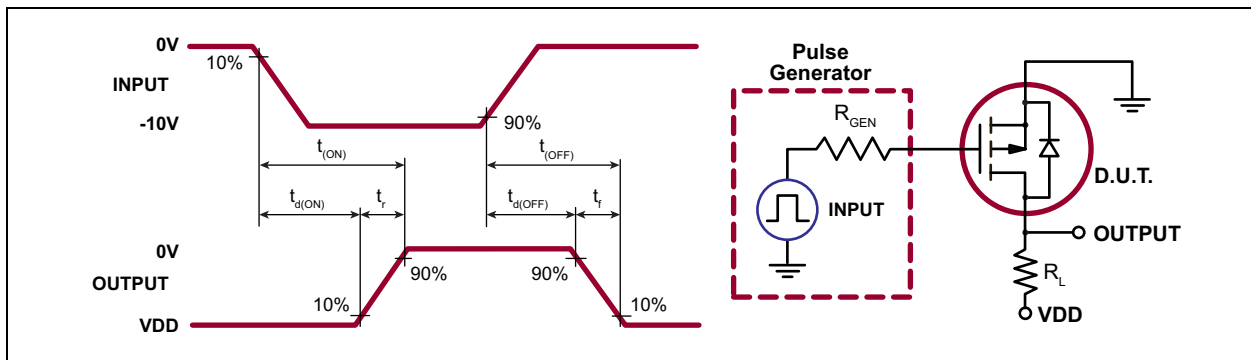 0V
10%
INPUT
-10V
90%
t(ON)
t(OFF)
td(ON)
tr
td(OFF)
tf
0V
OUTPUT
90%
90%
10%
10%
VDD
Pulse
Generator
RGEN
INPUT
D.U.T.
OUTPUT
RL
VDD